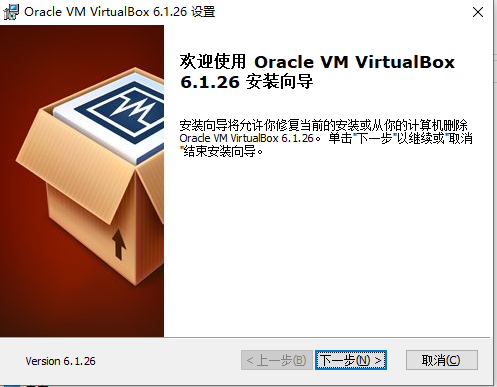 Oracle VM VirtualBox 6.1.26 设置
欢迎使用 Oracle VM VirtualBox
6.1.26 安装向导
安装向导将允许你修复当前的安装或从你的计算机删除
Oracle VM VirtualBox 6.1.26。 单击"下一步"以继续或"取消
"结束安装向导。
Version 6.1.26
< 上一步(B)
下一步(N) >
取消(C)